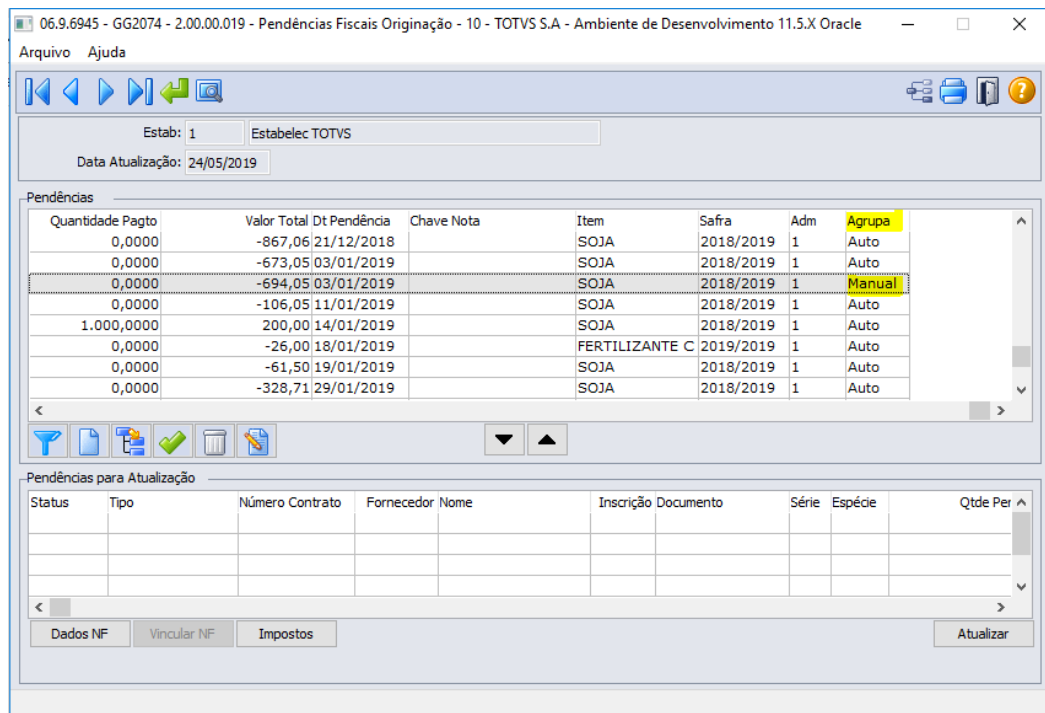 06.9.6945 - GG2074 - 2.00.00.019 - Pendências Fiscais Originação - 10 - TOTVS S.A - Ambiente de Desenvolvimento 11.5.X Oracle
Arquivo Ajuda
Estab: 1 Estabelec TOTVS
Data Atualização: 24/05/2019
Pendências
Quantidade Pagto Valor Total Dt Pendência Chave Nota Item Safra Adm Agrupa
0,0000 -867,06 21/12/2018 SOJA 2018/2019 1 Auto
0,0000 -673,05 03/01/2019 SOJA 2018/2019 1 Auto
0,0000 -694,05 03/01/2019 SOJA 2018/2019 1 Manual
0,0000 -106,05 11/01/2019 SOJA 2018/2019 1 Auto
1.000,0000 200,00 14/01/2019 SOJA 2018/2019 1 Auto
0,0000 -26,00 18/01/2019 FERTILIZANTE C 2019/2019 1 Auto
0,0000 -61,50 19/01/2019 SOJA 2018/2019 1 Auto
0,0000 -328,71 29/01/2019 SOJA 2018/2019 1 Auto
Pendências para Atualização
Status Tipo Número Contrato Fornecedor Nome Inscrição Documento Série Espécie Qtde Per
Dados NF Vincular NF Impostos Atualizar